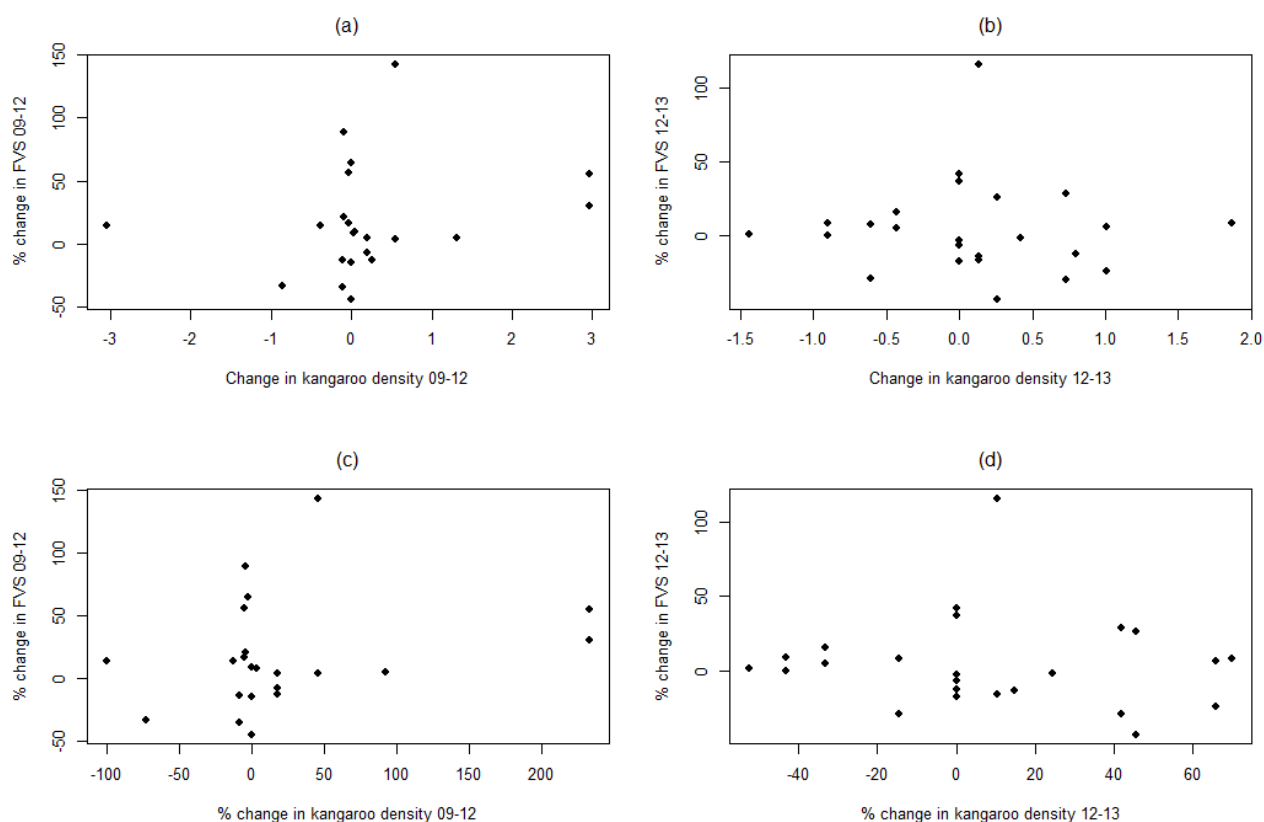 (a)
% change in FVS 09-12
150
100
50
0
-50
-3 -2 -1 0 1 2 3
Change in kangaroo density 09-12
(b)
% change in FVS 12-13
100
50
0
-1.5 -1.0 -0.5 0.0 0.5 1.0 1.5 2.0
Change in kangaroo density 12-13
(c)
% change in FVS 09-12
150
100
50
0
-50
-100 -50 0 50 100 150 200
% change in kangaroo density 09-12
(d)
% change in FVS 12-13
100
50
0
-40 -20 0 20 40 60
% change in kangaroo density 12-13